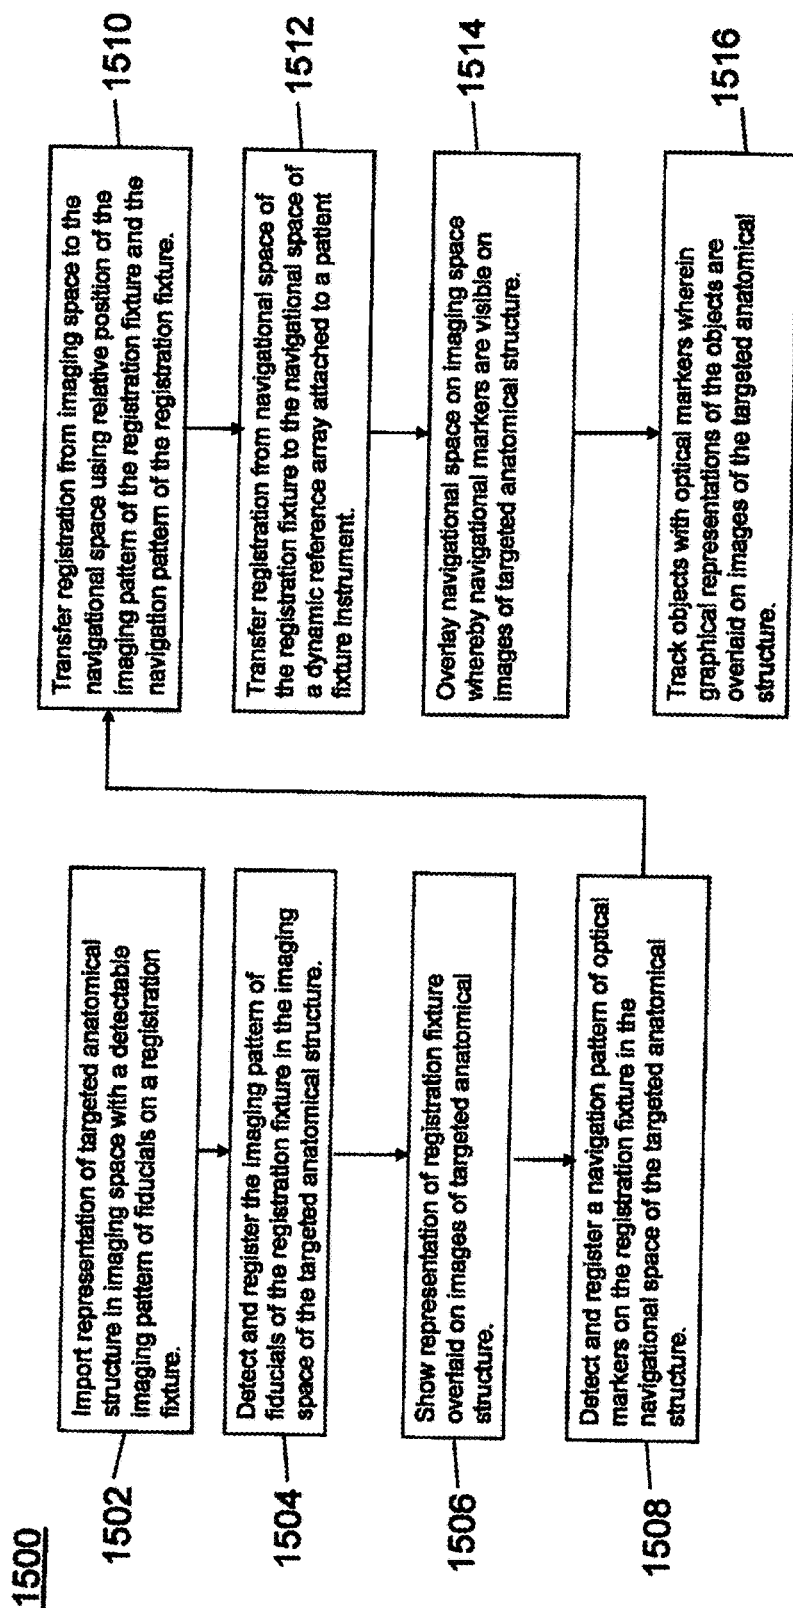 1500
1502
Import representation of targeted anatomical
structure in imaging space with a detectable
imaging pattern of fiducials on a registration
fixture.
1504
Detect and register the imaging pattern of
fiducials of the registration fixture in the imaging
space of the targeted anatomical structure.
1506
Show representation of registration fixture
overlaid on images of targeted anatomical
structure.
1508
Detect and register a navigation pattern of optical
markers on the registration fixture in the
navigational space of the targeted anatomical
structure.
1510
Transfer registration from imaging space to the
navigational space using relative position of the
imaging pattern of the registration fixture and the
navigation pattern of the registration fixture.
1512
Transfer registration from navigational space of
the registration fixture to the navigational space of
a dynamic reference array attached to a patient
fixture instrument.
1514
Overlay navigational space on imaging space
whereby navigational markers are visible on
images of targeted anatomical structure.
1516
Track objects with optical markers wherein
graphical representations of the objects are
overlaid on images of the targeted anatomical
structure.